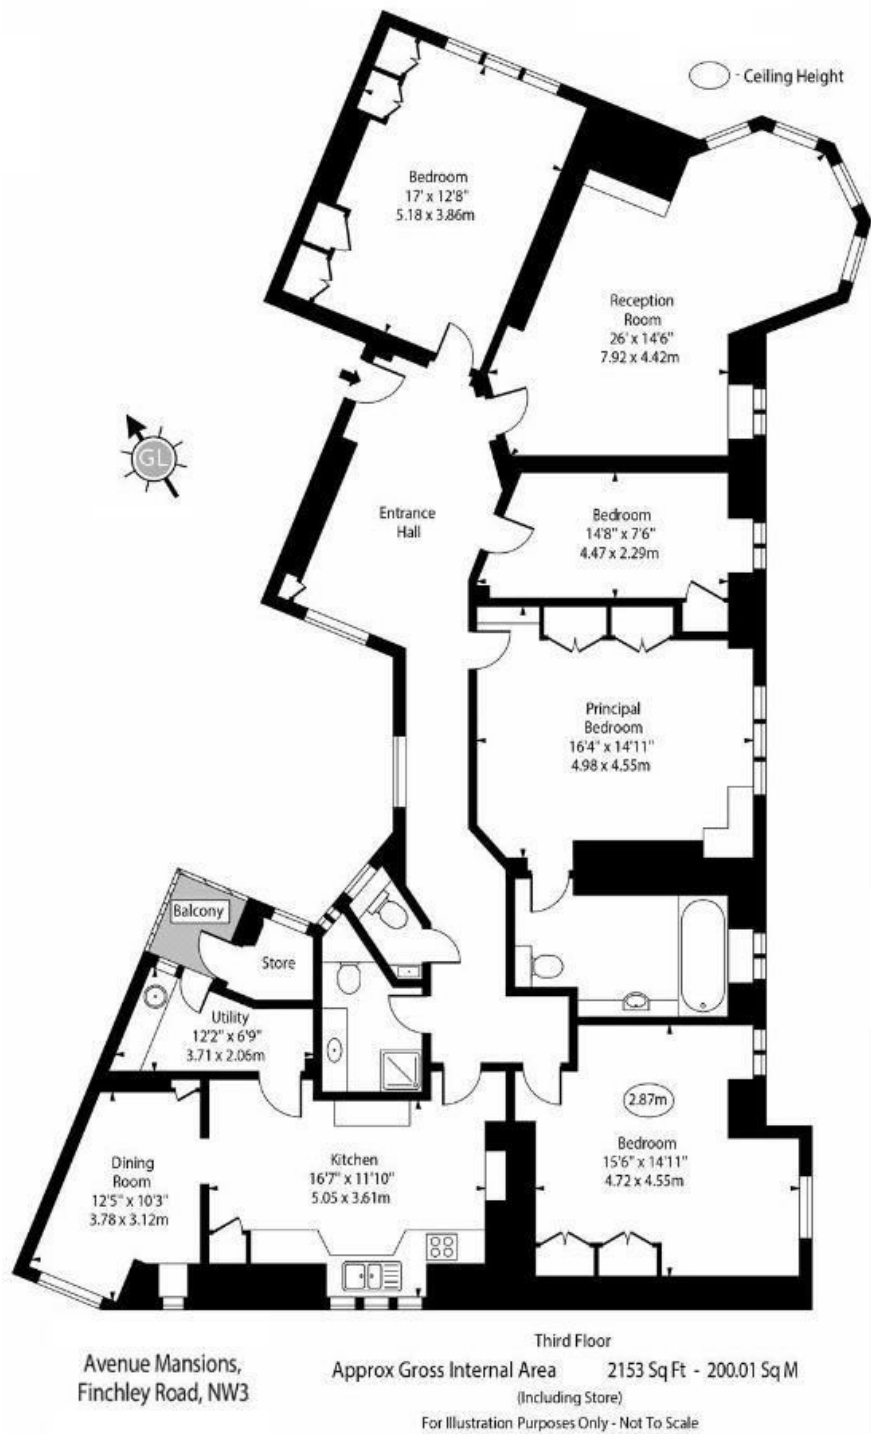 - Ceiling Height
Bedroom
17' x 12'8"
5.18 x 3.86m
Reception
Room
26' x 14'6"
7.92 x 4.42m
GL
Entrance
Hall
Bedroom
14'8" x 7'6"
4.47 x 2.29m
Principal
Bedroom
16'4" x 14'11"
4.98 x 4.55m
Balcony
Store
Utility
12'2" x 6'9"
3.71 x 2.06m
2.87m
Bedroom
15'6" x 14'11"
4.72 x 4.55m
Kitchen
16'7" x 11'10"
5.05 x 3.61m
Dining
Room
12'5" x 10'3"
3.78 x 3.12m
Third Floor
Avenue Mansions,
Finchley Road, NW3
Approx Gross Internal Area 2153 Sq Ft - 200.01 Sq M
(Including Store)
For Illustration Purposes Only - Not To Scale